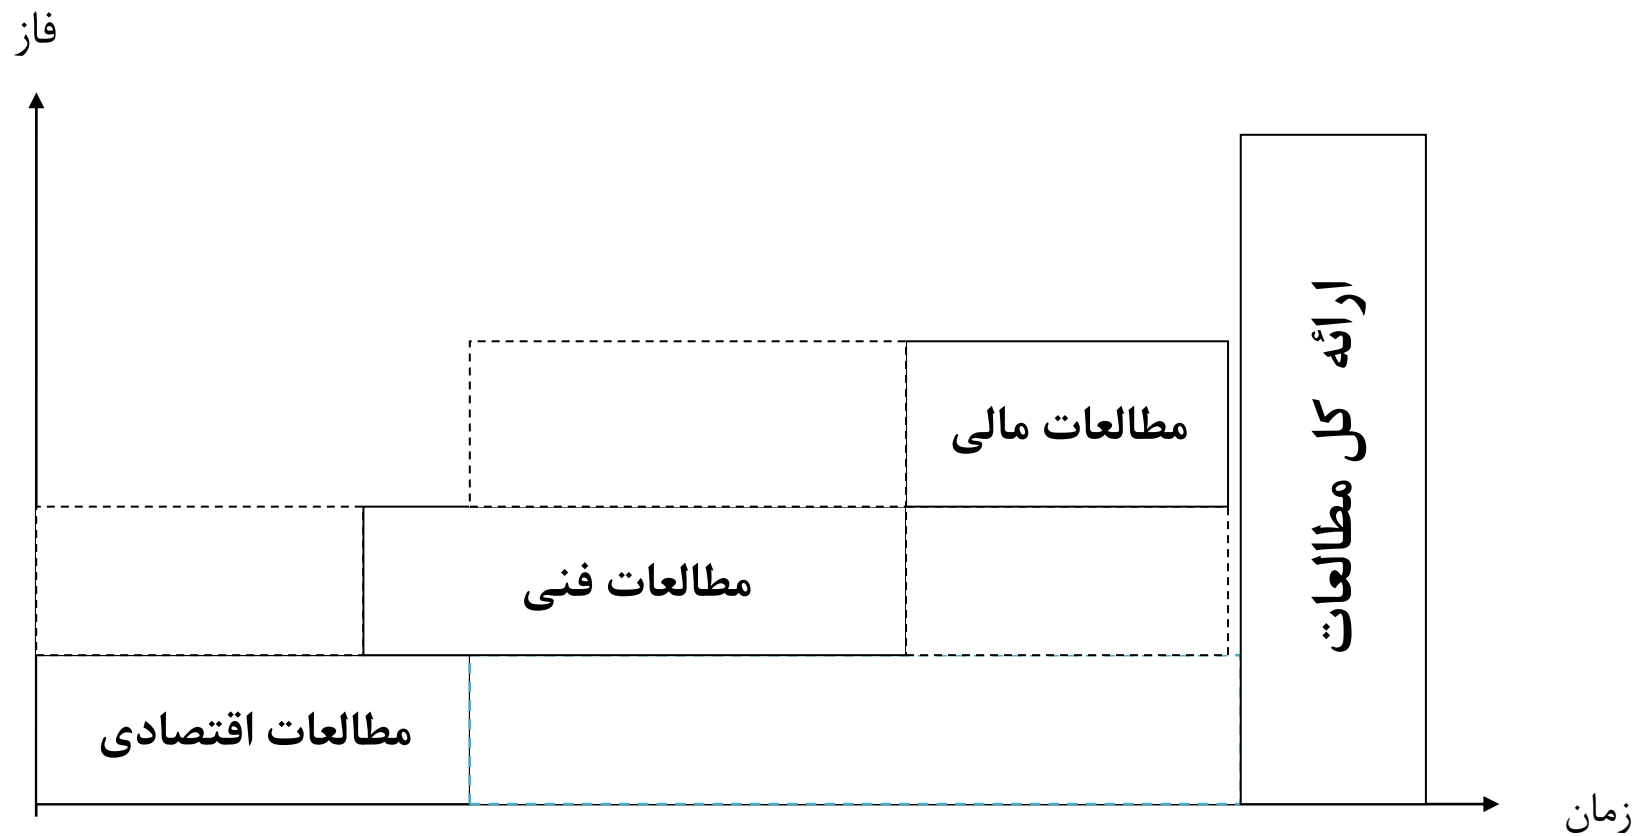 فاز
ارائه کل مطالعات
مطالعات مالی
مطالعات فنی
مطالعات اقتصادی
زمان